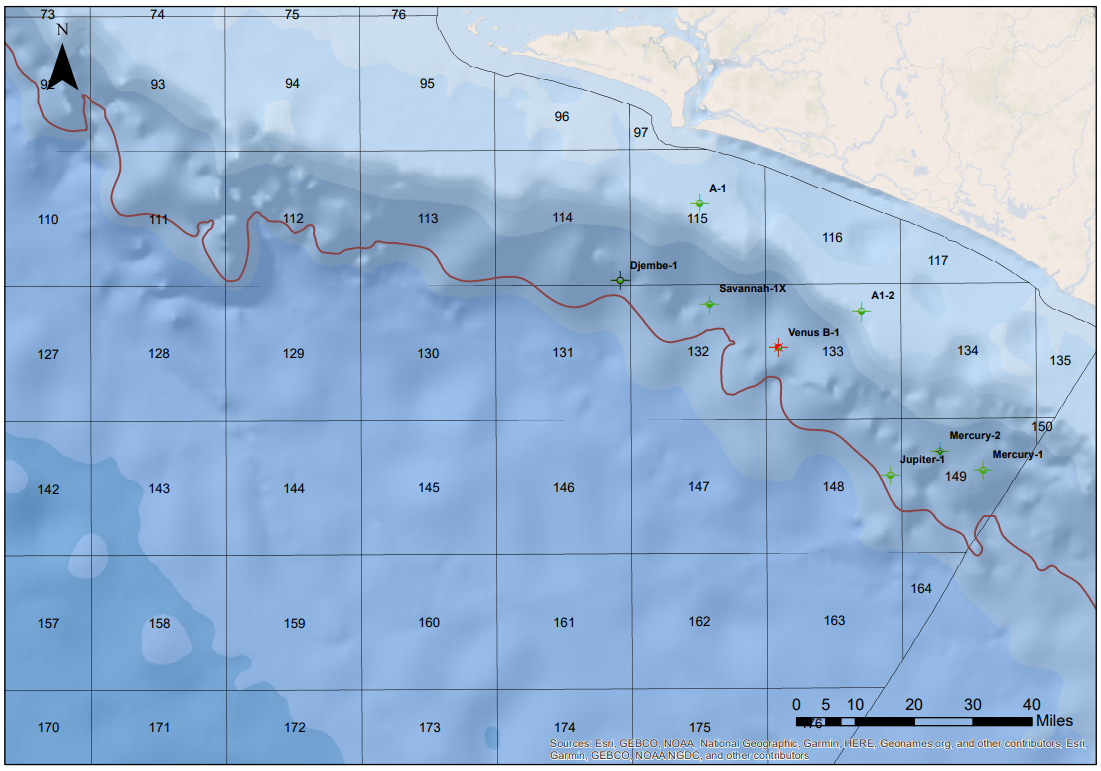 73 74 75 76
N
92 93 94 95
96
97
A-1
110 111 112 113 114 115
116
117
Djembe-1
Savannah-1X
A1-2
Venus B-1
127 128 129 130 131 132 133 134
135
150
Mercury-2
Mercury-1
Jupiter-1
149
142 143 144 145 146 147 148
164
157 158 159 160 161 162 163
0 5 10 20 30 40
Miles
176
170 171 172 173 174 175
Sources: Esri, GEBCO, NOAA, National Geographic, Garmin, HERE, Geonames.org, and other contributors, Esri,
Garmin, GEBCO, NOAA NGDC, and other contributors